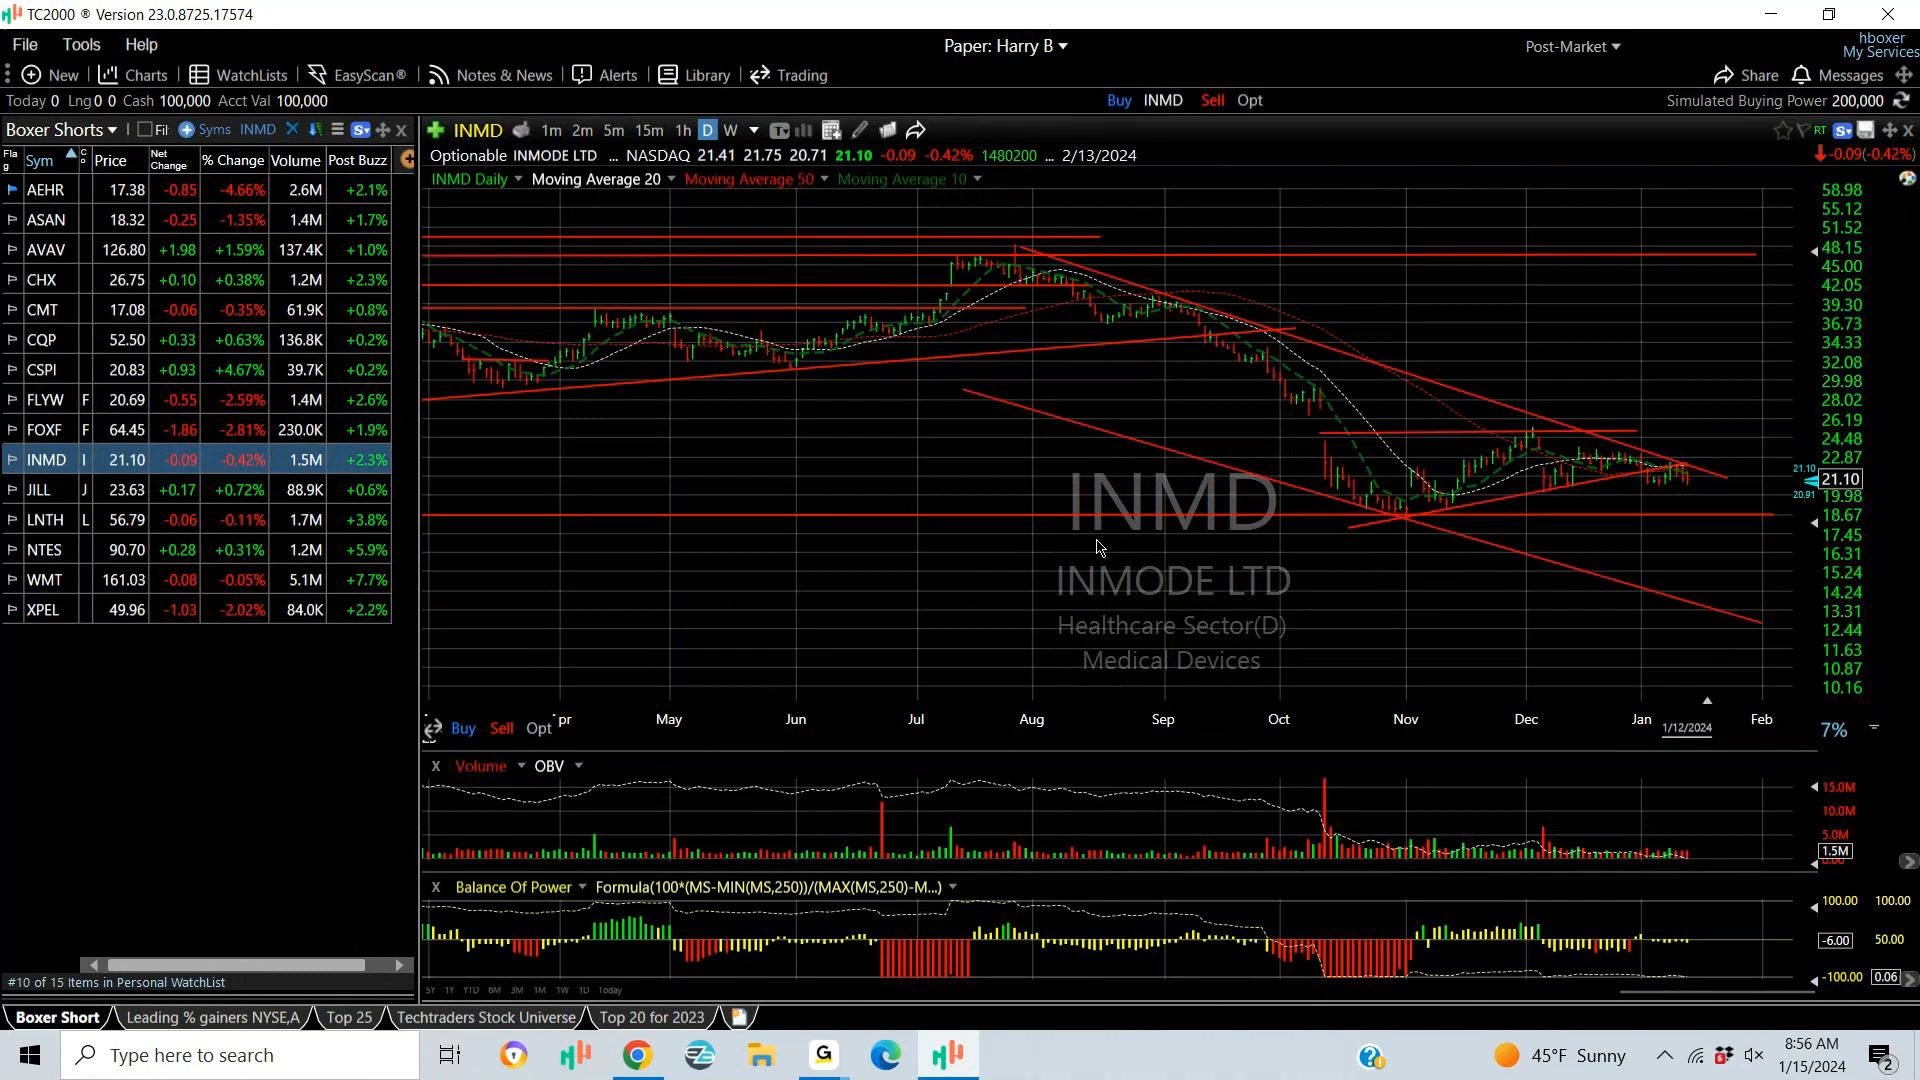 TC2000 ® Version 23.0.8725.17574
File Tools Help
Paper: Harry B
Post-Market
hboxer
My Services
New Charts WatchLists EasyScan® Notes & News Alerts Library Trading
Share Messages
Today 0 Lng 0 0 Cash 100,000 Acct Val 100,000
Buy INMD Sell Opt
Simulated Buying Power 200,000
Boxer Shorts Fil Syms INMD
INMD 1m 2m 5m 15m 1h D W
RT
Flag Sym Co Price Net Change % Change Volume Post Buzz
Optionable INMODE LTD ... NASDAQ 21.41 21.75 20.71 21.10 -0.09 -0.42% 1480200 ... 2/13/2024
-0.09(-0.42%)
INMD Daily Moving Average 20 Moving Average 50 Moving Average 10
AEHR 17.38 -0.85 -4.66% 2.6M +2.1%
ASAN 18.32 -0.25 -1.35% 1.4M +1.7%
AVAV 126.80 +1.98 +1.59% 137.4K +1.0%
CHX 26.75 +0.10 +0.38% 1.2M +2.3%
CMT 17.08 -0.06 -0.35% 61.9K +0.8%
CQP 52.50 +0.33 +0.63% 136.8K +0.2%
CSPI 20.83 +0.93 +4.67% 39.7K +0.2%
FLYW F 20.69 -0.55 -2.59% 1.4M +2.6%
FOXF F 64.45 -1.86 -2.81% 230.0K +1.9%
INMD I 21.10 -0.09 -0.42% 1.5M +2.3%
JILL J 23.63 +0.17 +0.72% 88.9K +0.6%
LNTH L 56.79 -0.06 -0.11% 1.7M +3.8%
NTES 90.70 +0.28 +0.31% 1.2M +5.9%
WMT 161.03 -0.08 -0.05% 5.1M +7.7%
XPEL 49.96 -1.03 -2.02% 84.0K +2.2%
58.98
55.12
51.52
48.15
45.00
42.05
39.30
36.73
34.33
32.08
29.98
28.02
26.19
24.48
22.87
21.10
21.10
20.91
19.98
18.67
17.45
16.31
15.24
14.24
13.31
12.44
11.63
10.87
10.16
INMD
INMODE LTD
Healthcare Sector(D)
Medical Devices
pr May Jun Jul Aug Sep Oct Nov Dec Jan Feb
1/12/2024
Buy Sell Opt
7%
X Volume OBV
15.0M
10.0M
5.0M
1.5M
X Balance Of Power Formula(100*(MS-MIN(MS,250))/(MAX(MS,250)-M...)
100.00 100.00
-6.00 50.00
-100.00 0.06
5Y 1Y YTD 6M 3M 1M 1W 1D Today
#10 of 15 Items in Personal WatchList
Boxer Short Leading % gainers NYSE,A Top 25 Techtraders Stock Universe Top 20 for 2023
Type here to search
45°F Sunny
8:56 AM
1/15/2024
2